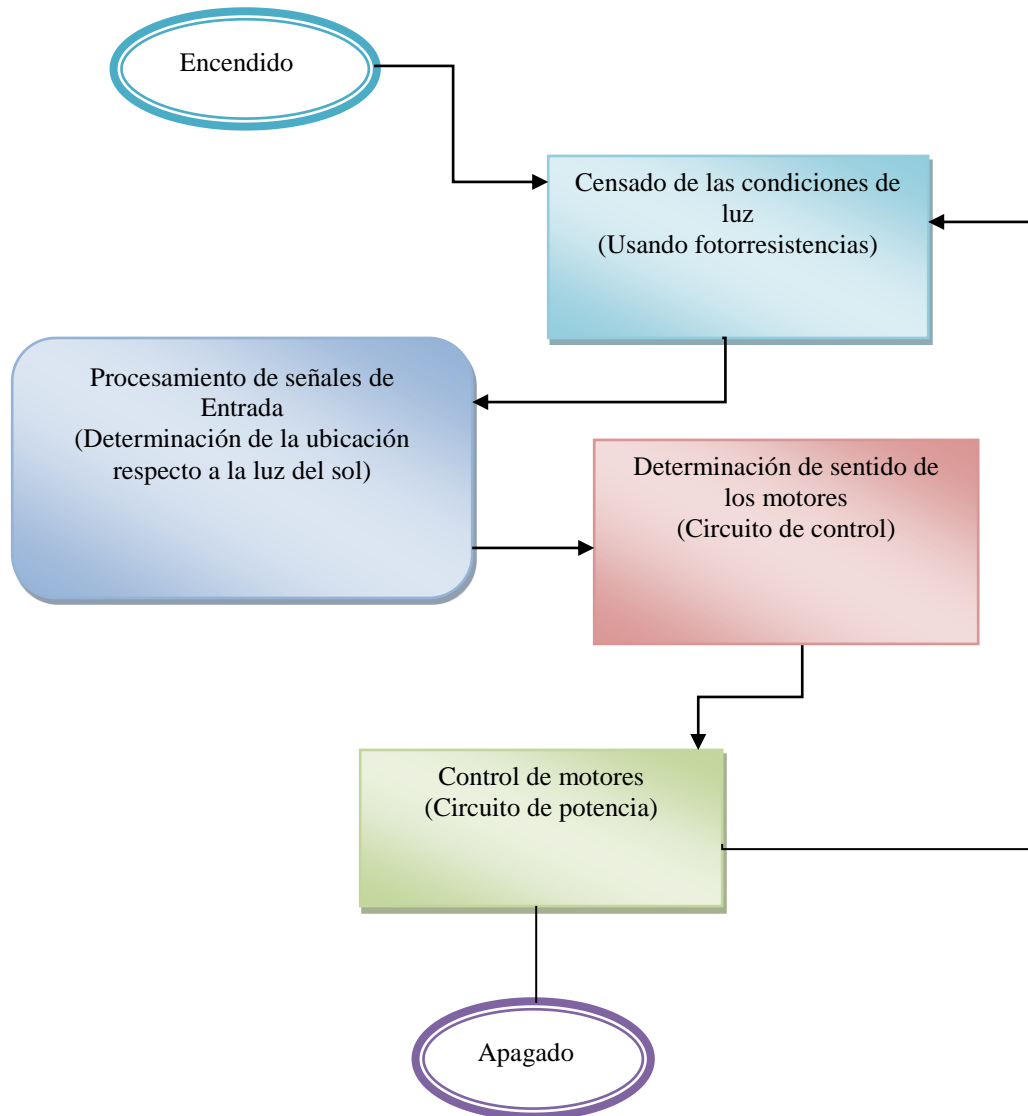 Encendido
Censado de las condiciones de
luz
(Usando fotorresistencias)
Procesamiento de señales de
Entrada
(Determinación de la ubicación
respecto a la luz del sol)
Determinación de sentido de
los motores
(Circuito de control)
Control de motores
(Circuito de potencia)
Apagado